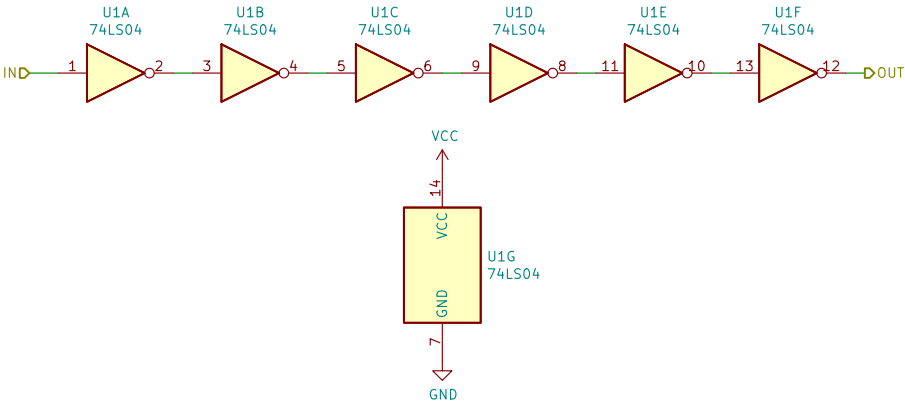 U1A U1B U1C U1D U1E U1F
74LS04 74LS04 74LS04 74LS04 74LS04 74LS04
IN 1 2 3 4 5 6 9 8 11 10 13 12 OUT
VCC
14
VCC
U1G
74LS04
GND
7
GND